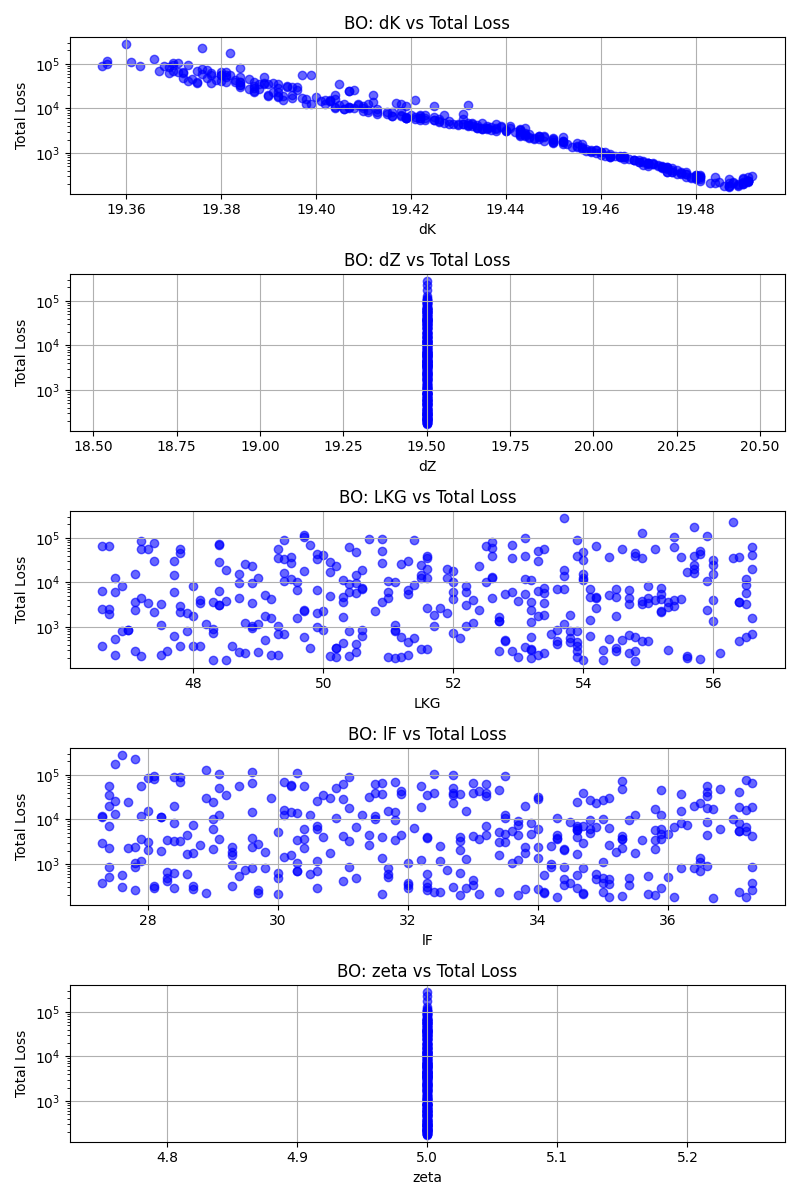 BO: dK vs Total Loss
Total Loss
10^5
10^4
10^3
19.36 19.38 19.40 19.42 19.44 19.46 19.48
dK
BO: dZ vs Total Loss
Total Loss
10^5
10^4
10^3
18.50 18.75 19.00 19.25 19.50 19.75 20.00 20.25 20.50
dZ
BO: LKG vs Total Loss
Total Loss
10^5
10^4
10^3
48 50 52 54 56
LKG
BO: lF vs Total Loss
Total Loss
10^5
10^4
10^3
28 30 32 34 36
lF
BO: zeta vs Total Loss
Total Loss
10^5
10^4
10^3
4.8 4.9 5.0 5.1 5.2
zeta